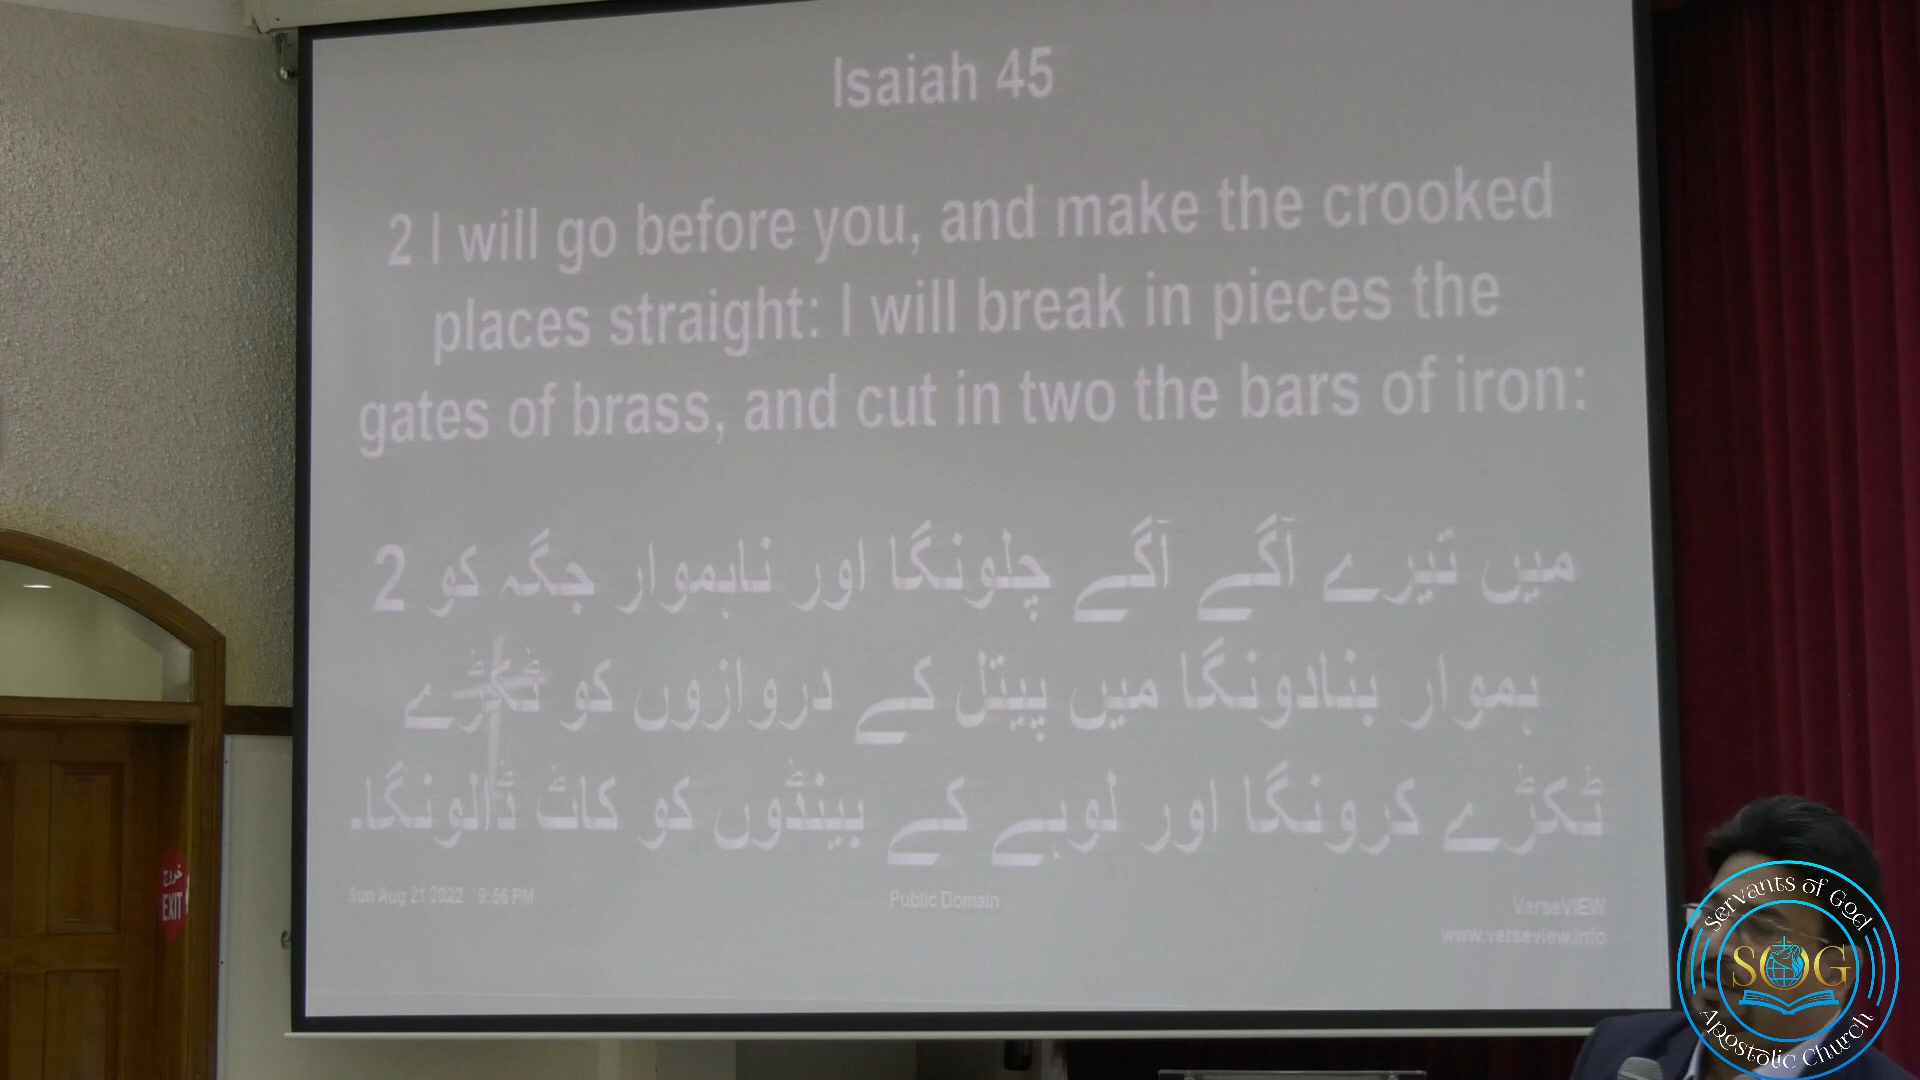 Isaiah 45
2 I will go before you, and make the crooked
places straight: I will break in pieces the
gates of brass, and cut in two the bars of iron:
2 میں تیرے آگے آگے چلونگا اور ناہموار جگہ کو
ہموار بنادونگا میں پیتل کے دروازوں کو ٹکڑے
ٹکڑے کرونگا اور لوہے کے بینڈوں کو کاٹ ڈالونگا.
Sun Aug 21 2022 9:56 PM
Public Domain
VerseVIEW
www.verseview.info
خروج
EXIT
Servants of God
SOG
Apostolic Church